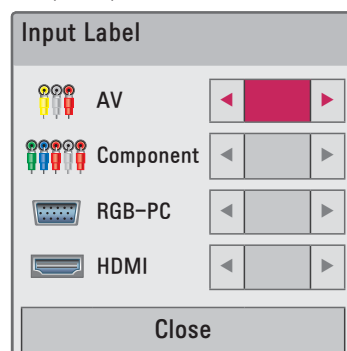 Input Label
AV
Component
RGB-PC
HDMI
Close